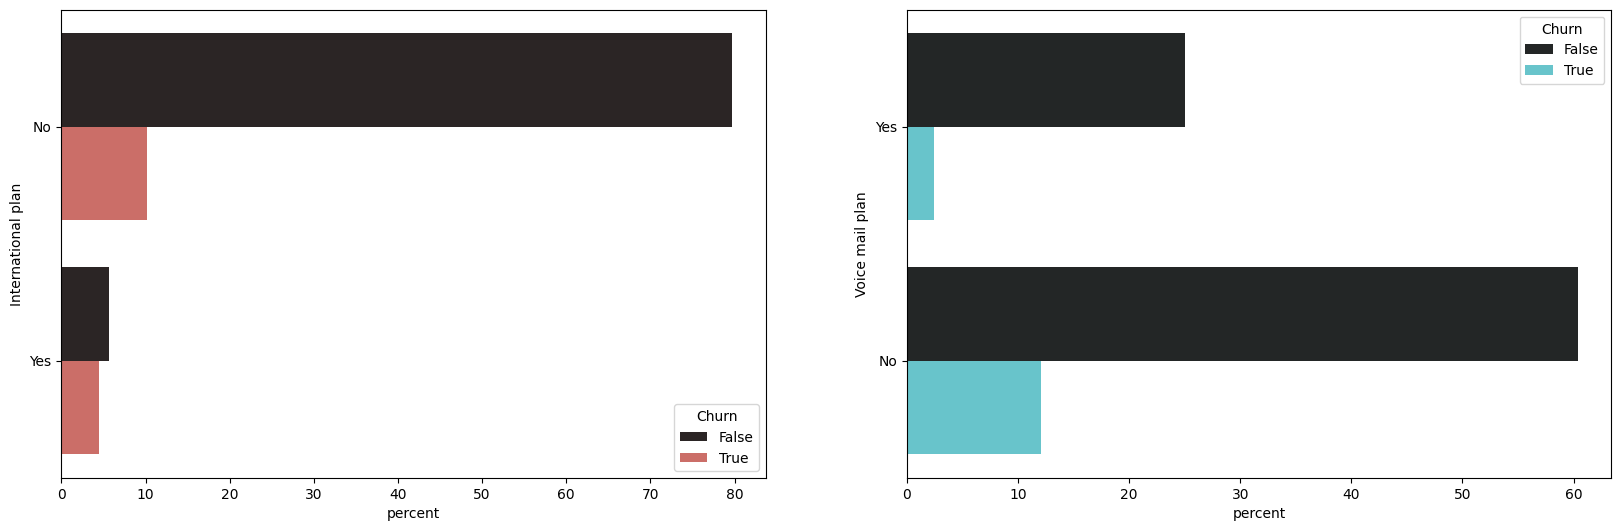 International plan
No
Yes
0 10 20 30 40 50 60 70 80
percent
Churn
False
True
Voice mail plan
Yes
No
0 10 20 30 40 50 60
percent
Churn
False
True